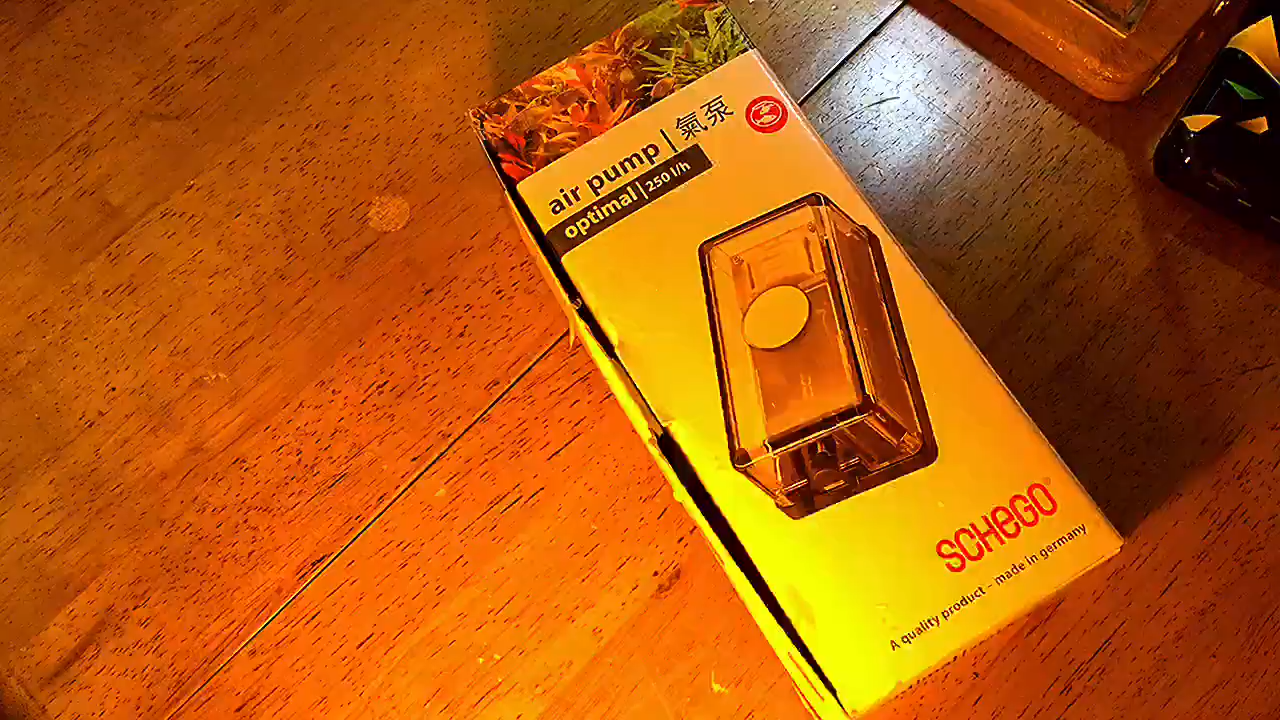 air pump | 氣泵
optimal | 250 l/h
SCHEGO
A quality product - made in germany